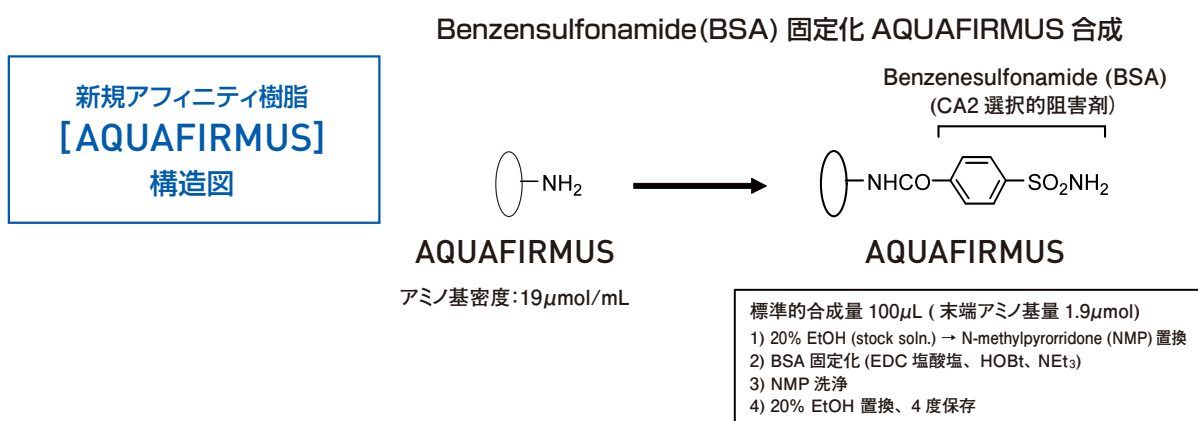 Benzensulfonamide(BSA) 固定化 AQUAFIRMUS 合成
新規アフィニティ樹脂
[AQUAFIRMUS]
構造図
Benzenesulfonamide (BSA)
(CA2 選択的阻害剤)
NH2
NHCO
SO2NH2
AQUAFIRMUS
AQUAFIRMUS
アミノ基密度:19μmol/mL
標準的合成量 100μL ( 末端アミノ基量 1.9μmol)
1) 20% EtOH (stock soln.) → N-methylpyrorridone (NMP) 置換
2) BSA 固定化 (EDC 塩酸塩、HOBt、NEt3)
3) NMP 洗浄
4) 20% EtOH 置換、4 度保存